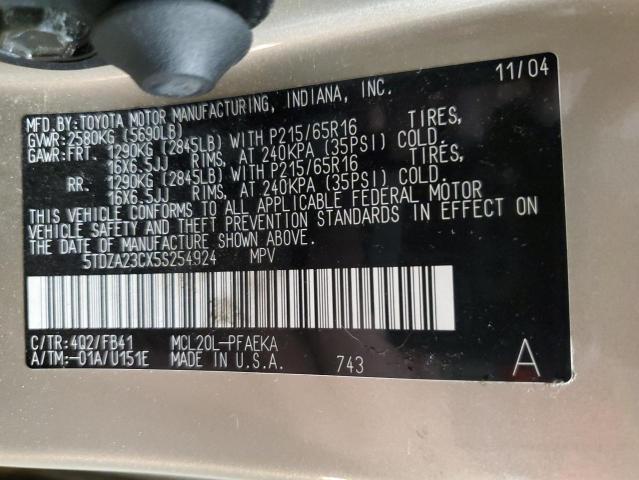 11/04
MFD.BY:TOYOTA MOTOR MANUFACTURING, INDIANA, INC.
GVWR:2580KG (5690LB)
GAWR:FRT. 1290KG (2845LB) WITH P215/65R16 TIRES,
16X6.5JJ RIMS, AT 240KPA (35PSI) COLD.
RR. 1290KG (2845LB) WITH P215/65R16 TIRES,
16X6.5JJ RIMS, AT 240KPA (35PSI) COLD.
THIS VEHICLE CONFORMS TO ALL APPLICABLE FEDERAL MOTOR
VEHICLE SAFETY AND THEFT PREVENTION STANDARDS IN EFFECT ON
THE DATE OF MANUFACTURE SHOWN ABOVE.
5TDZA23CX5S254924 MPV
C/TR:4Q2/FB41 MCL20L-PFAEKA
A/TM:-01A/U151E MADE IN U.S.A. 743 A